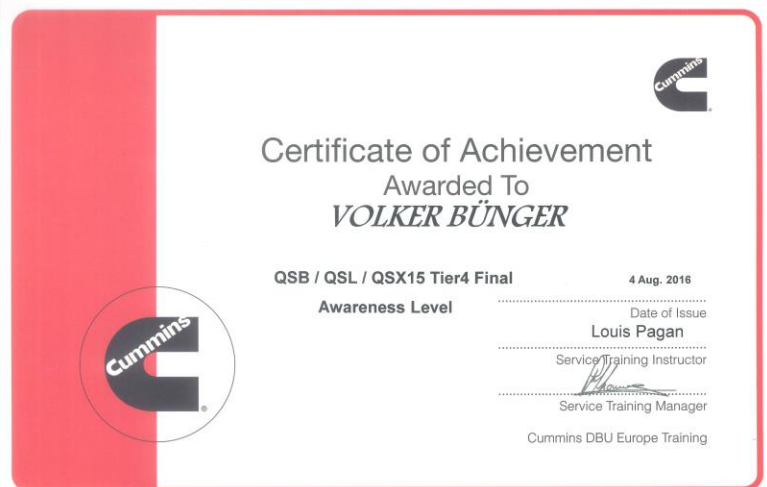 Cummins
Certificate of Achievement
Awarded To
VOLKER BÜNGER
QSB / QSL / QSX15 Tier4 Final
4 Aug. 2016
Awareness Level
Date of Issue
Louis Pagan
Service Training Instructor
Service Training Manager
Cummins DBU Europe Training
Cummins